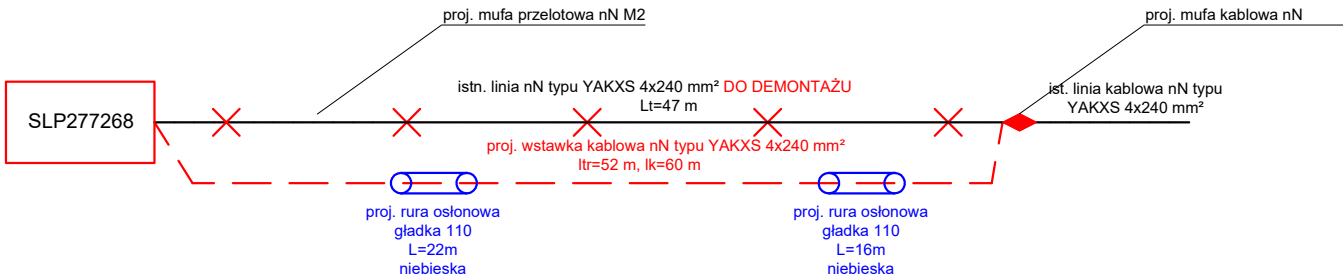 proj. mufa przelotowa nN M2
proj. mufa kablowa nN
istn. linia nN typu YAKXS 4x240 mm² DO DEMONTAŻU
Lt=47 m
ist. linia kablowa nN typu
YAKXS 4x240 mm²
SLP277268
proj. wstawka kablowa nN typu YAKXS 4x240 mm²
ltr=52 m, lk=60 m
proj. rura osłonowa
gładka 110
L=22m
niebieska
proj. rura osłonowa
gładka 110
L=16m
niebieska